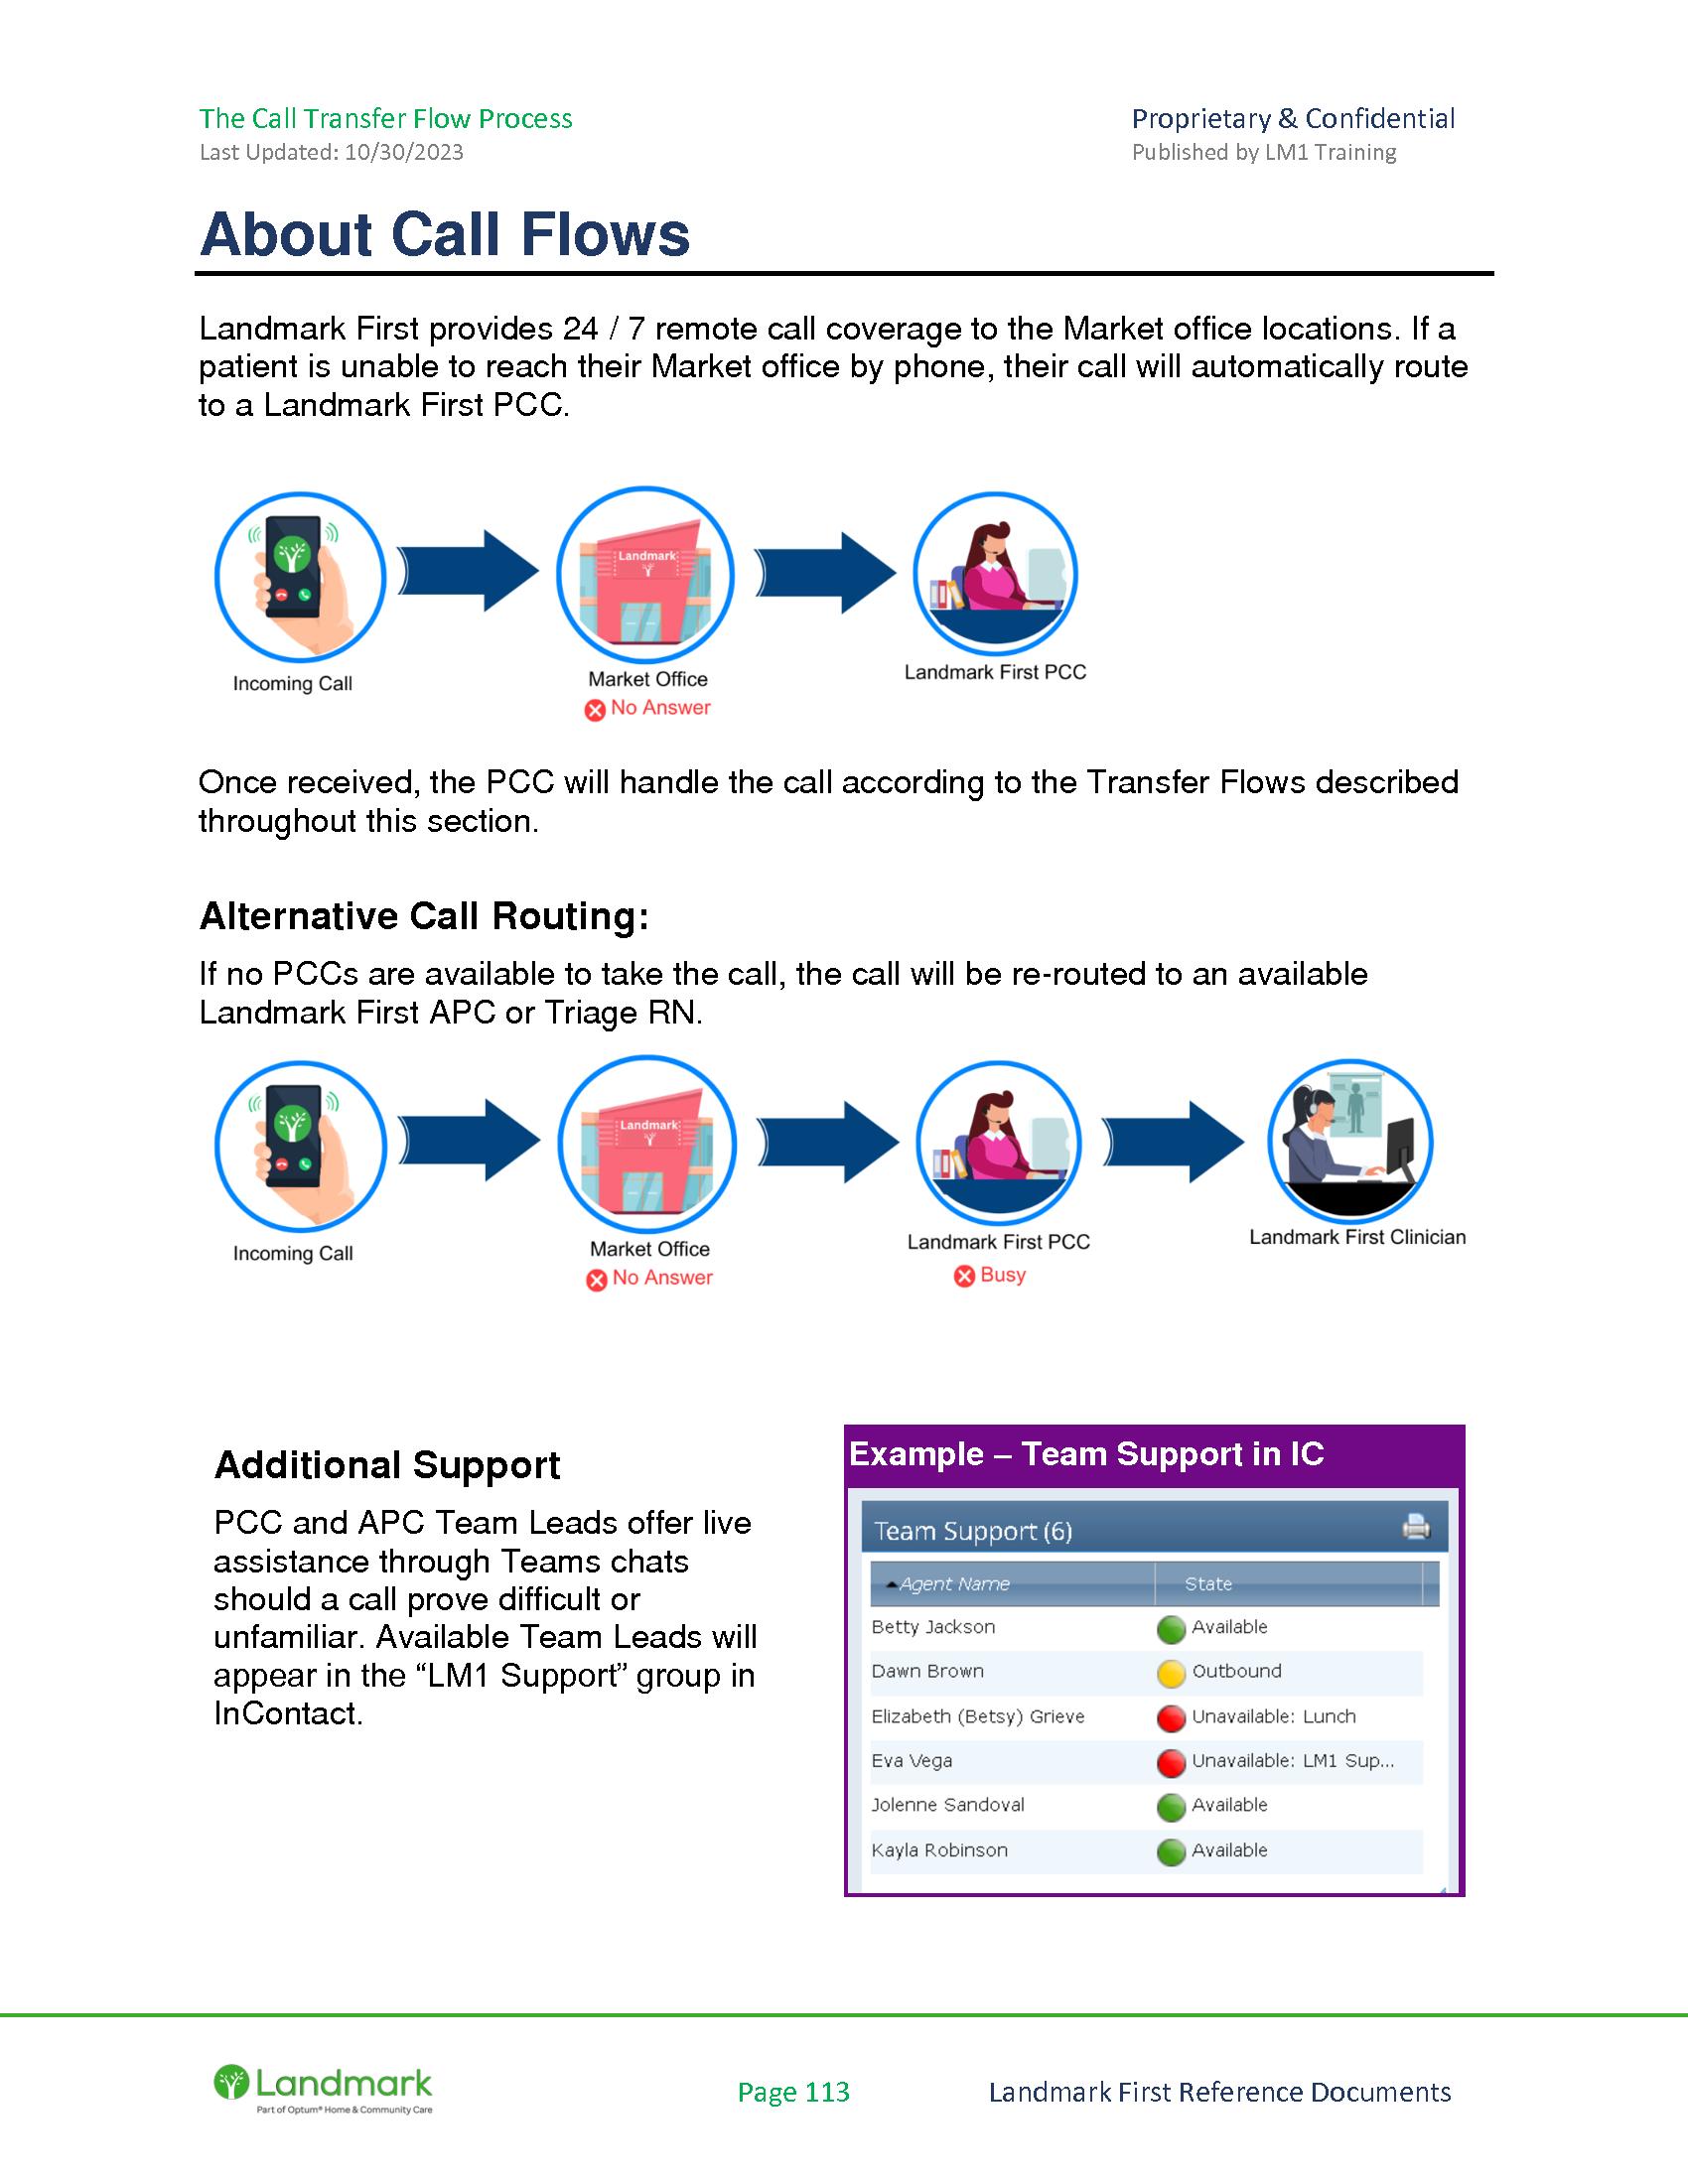 The Call Transfer Flow Process
Last Updated: 10/30/2023
Proprietary & Confidential
Published by LM1 Training
About Call Flows
Landmark First provides 24 / 7 remote call coverage to the Market office locations. If a
patient is unable to reach their Market office by phone, their call will automatically route
to a Landmark First PCC.
Landmark
Incoming Call
Market Office
No Answer
Landmark First PCC
Once received, the PCC will handle the call according to the Transfer Flows described
throughout this section.
Alternative Call Routing:
If no PCCs are available to take the call, the call will be re-routed to an available
Landmark First APC or Triage RN.
Landmark
Incoming Call
Market Office
No Answer
Landmark First PCC
Busy
Landmark First Clinician
Additional Support
PCC and APC Team Leads offer live
assistance through Teams chats
should a call prove difficult or
unfamiliar. Available Team Leads will
appear in the “LM1 Support” group in
InContact.
Example – Team Support in IC
Team Support (6)
Agent Name State
Betty Jackson Available
Dawn Brown Outbound
Elizabeth (Betsy) Grieve Unavailable: Lunch
Eva Vega Unavailable: LM1 Sup...
Jolenne Sandoval Available
Kayla Robinson Available
Landmark
Part of Optum® Home & Community Care
Page 113
Landmark First Reference Documents